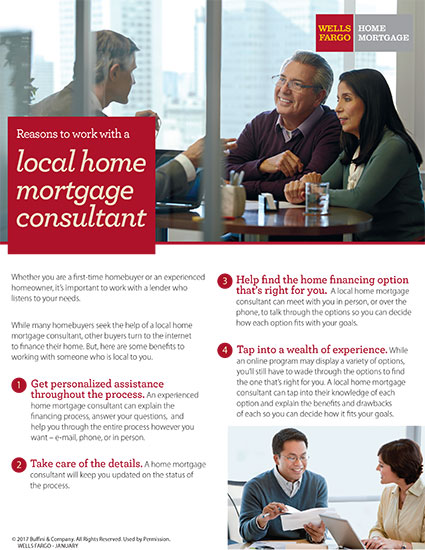 WELLS
FARGO
HOME
MORTGAGE
Reasons to work with a
local home
mortgage
consultant
Whether you are a first-time homebuyer or an experienced
homeowner, it's important to work with a lender who
listens to your needs.
While many homebuyers seek the help of a local home
mortgage consultant, other buyers turn to the internet
to finance their home. But, here are some benefits to
working with someone who is local to you.
1 Get personalized assistance
throughout the process. An experienced
home mortgage consultant can explain the
financing process, answer your questions, and
help you through the entire process however you
want – e-mail, phone, or in person.
2 Take care of the details. A home mortgage
consultant will keep you updated on the status of
the process.
3 Help find the home financing option
that's right for you. A local home mortgage
consultant can meet with you in person, or over the
phone, to talk through the options so you can decide
how each option fits with your goals.
4 Tap into a wealth of experience. While
an online program may display a variety of options,
you'll still have to wade through the options to find
the one that's right for you. A local home mortgage
consultant can tap into their knowledge of each
option and explain the benefits and drawbacks
of each so you can decide how it fits your goals.
© 2017 Buffini & Company. All Rights Reserved. Used by Permission.
WELLS FARGO - JANUARY